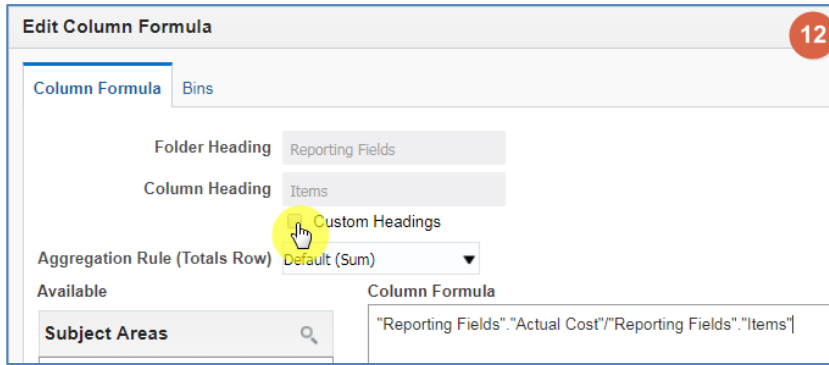 Edit Column Formula
12
Column Formula Bins
Folder Heading Reporting Fields
Column Heading Items
Custom Headings
Aggregation Rule (Totals Row) Default (Sum)
Available Column Formula
Subject Areas "Reporting Fields"."Actual Cost"/"Reporting Fields"."Items"